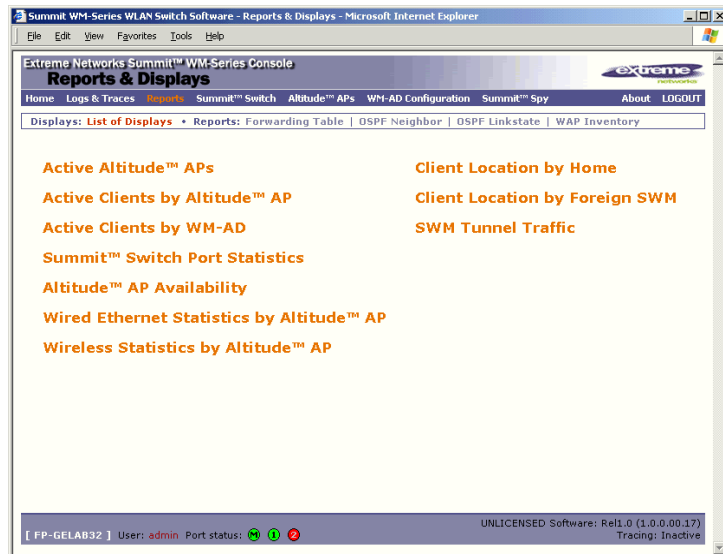 Summit WM-Series WLAN Switch Software - Reports & Displays - Microsoft Internet Explorer
File Edit View Favorites Tools Help
Extreme Networks Summit™ WM-Series Console
Reports & Displays
extreme networks
Home Logs & Traces Reports Summit™ Switch Altitude™ APs WM-AD Configuration Summit™ Spy About LOGOUT
Displays: List of Displays • Reports: Forwarding Table | OSPF Neighbor | OSPF Linkstate | WAP Inventory
Active Altitude™ APs
Active Clients by Altitude™ AP
Active Clients by WM-AD
Summit™ Switch Port Statistics
Altitude™ AP Availability
Wired Ethernet Statistics by Altitude™ AP
Wireless Statistics by Altitude™ AP
Client Location by Home
Client Location by Foreign SWM
SWM Tunnel Traffic
[ FP-GELAB32 ] User: admin Port status: M 1 2
UNLICENSED Software: Rel1.0 (1.0.0.00.17)
Tracing: Inactive